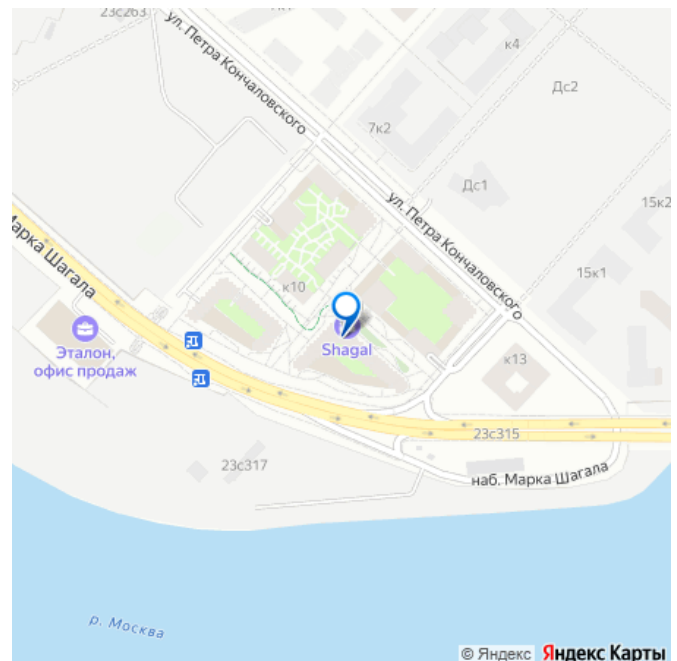 23с263
ул. Петра Кончаловского
к4
Дс2
7к2
Дс1
15к2
ул. Петра Кончаловского
15к1
Марка Шагала
к10
Эталон,
офис продаж
Shagal
к13
23с315
23с317
наб. Марка Шагала
р. Москва
© Яндекс Яндекс Карты